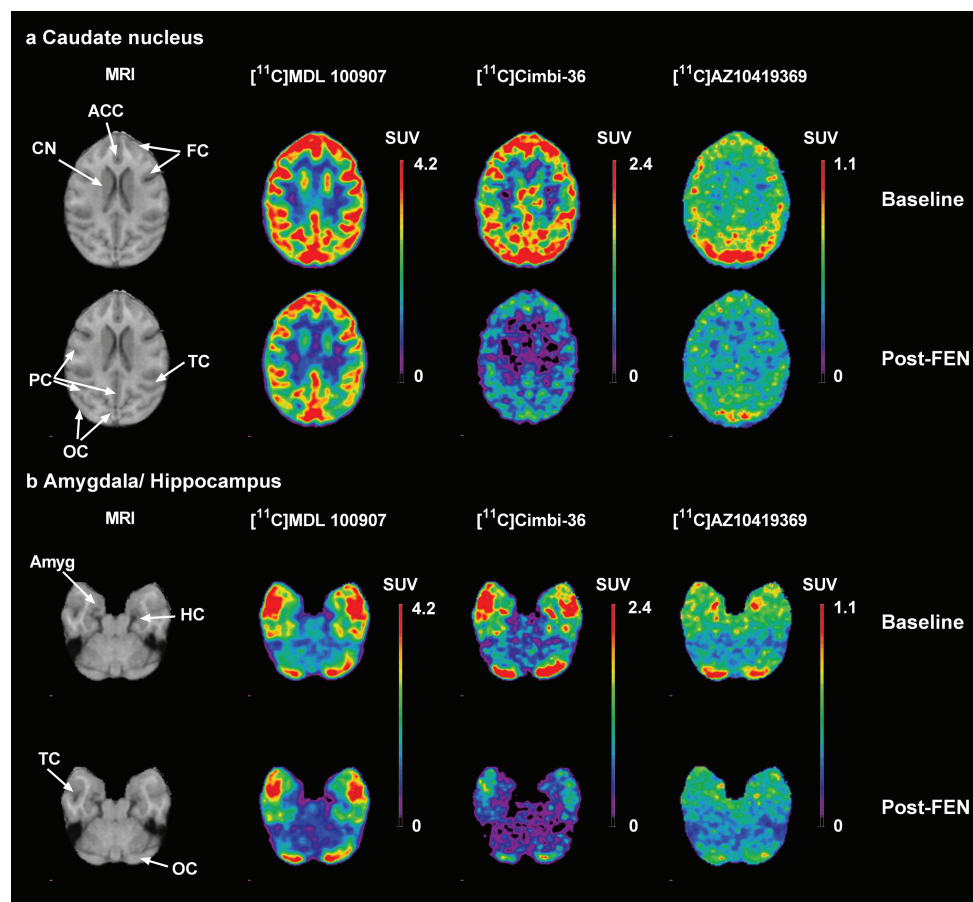 a Caudate nucleus
MRI [¹¹C]MDL 100907 [¹¹C]Cimbi-36 [¹¹C]AZ10419369
ACC
CN
FC
SUV SUV SUV
4.2 2.4 1.1
Baseline
0 0 0
TC
PC
OC
Post-FEN
b Amygdala/ Hippocampus
MRI [¹¹C]MDL 100907 [¹¹C]Cimbi-36 [¹¹C]AZ10419369
Amyg
HC
SUV SUV SUV
4.2 2.4 1.1
Baseline
TC
OC
Post-FEN
0 0 0